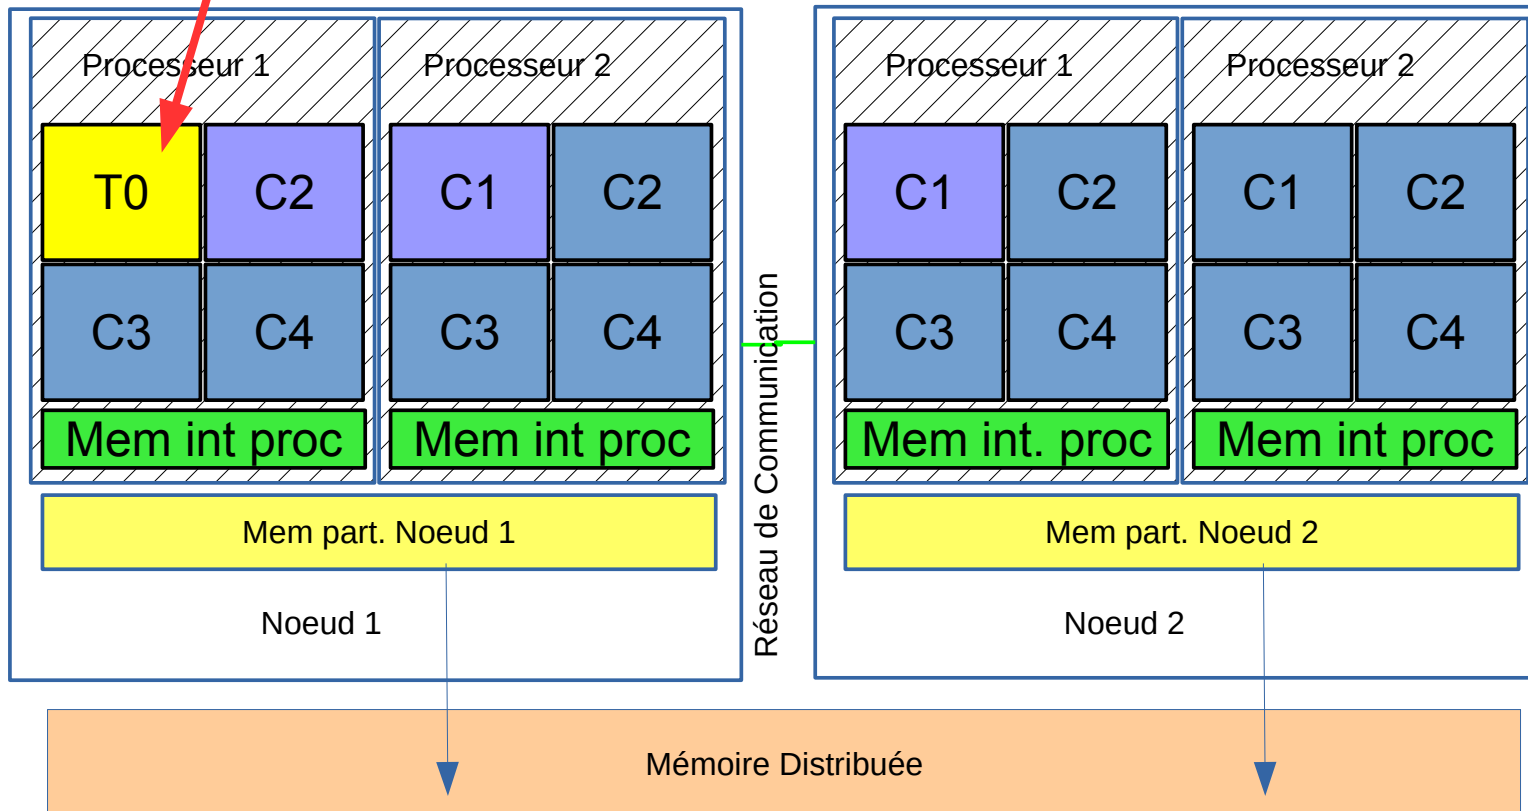 Processeur 1
Processeur 2
T0
C2
C1
C2
C3
C4
C3
C4
Mem int proc
Mem int proc
Mem part. Noeud 1
Noeud 1
Réseau de Communication
Processeur 1
Processeur 2
C1
C2
C1
C2
C3
C4
C3
C4
Mem int. proc
Mem int proc
Mem part. Noeud 2
Noeud 2
Mémoire Distribuée